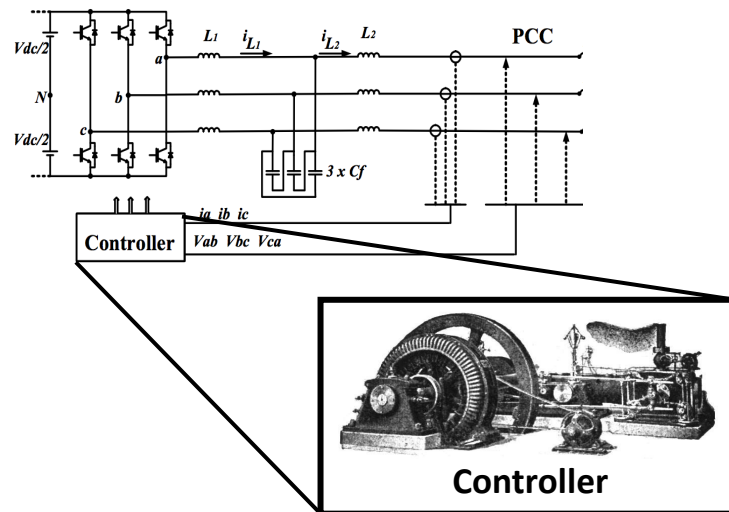 L1
iL1
iL2
L2
PCC
Vdc/2
a
N
b
Vdc/2
c
3 x Cf
ia ib ic
Controller
Vab Vbc Vca
Controller